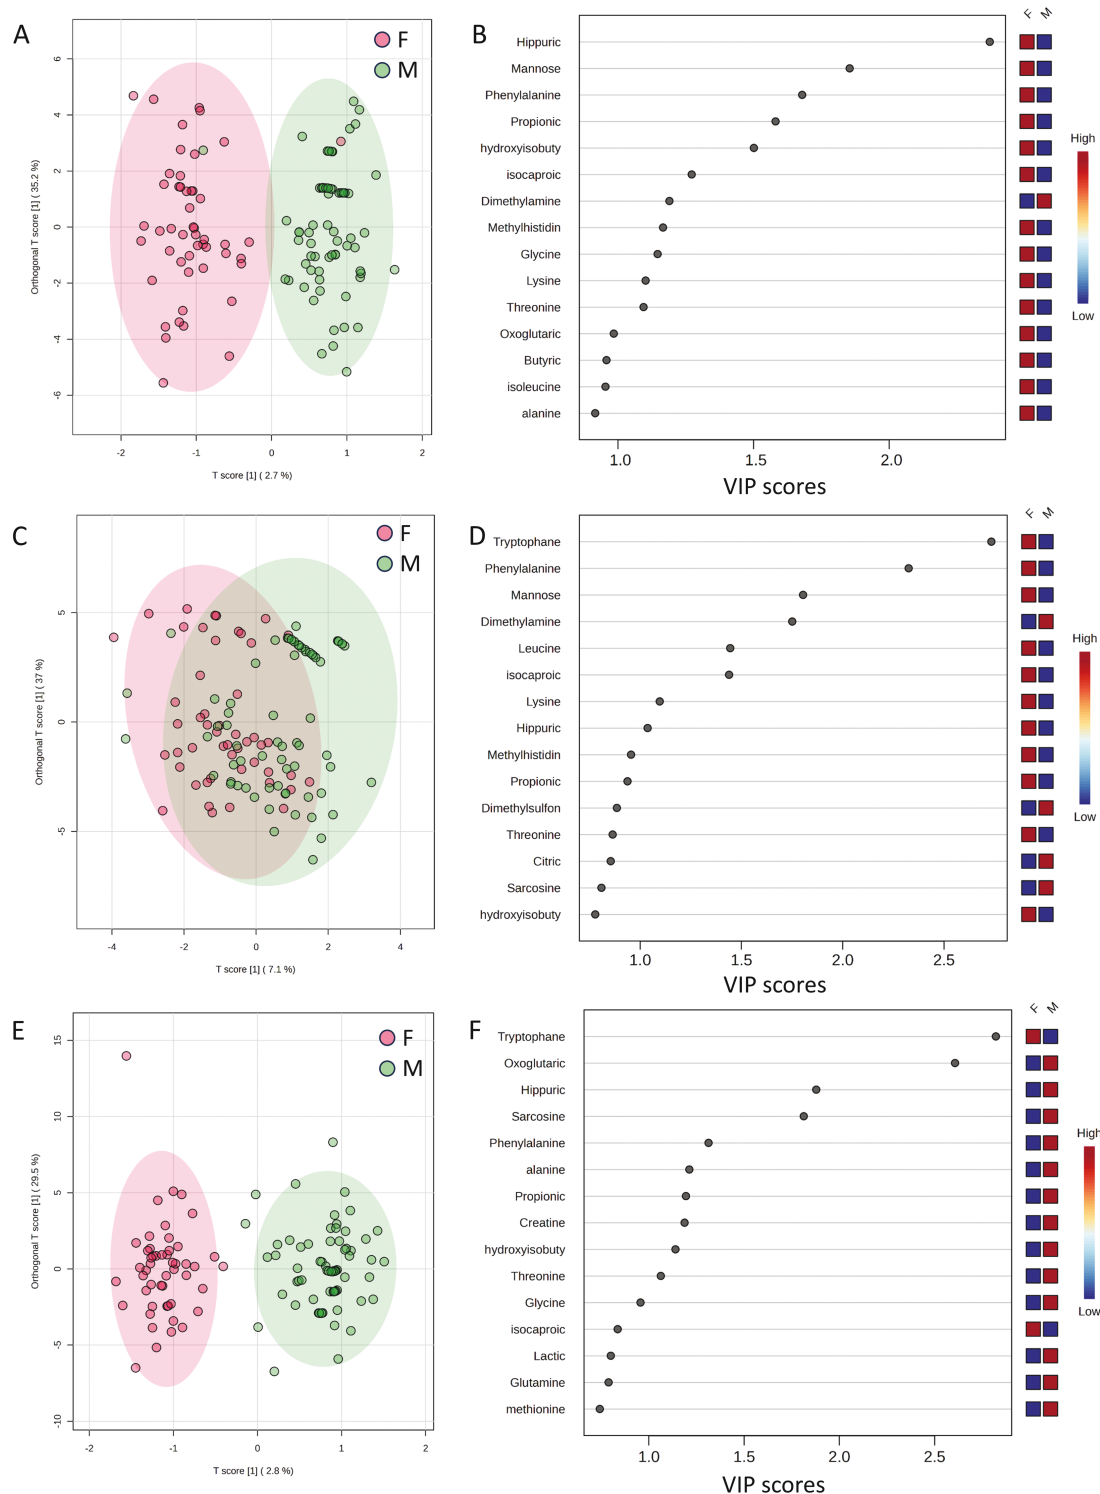 A
F
M
6
4
2
0
-2
-4
-6
Orthogonal T score [1] ( 35.2 %)
-2
-1
0
1
2
T score [1] ( 2.7 %)
B
F M
Hippuric
Mannose
Phenylalanine
Propionic
hydroxyisobuty
isocaproic
Dimethylamine
Methylhistidin
Glycine
Lysine
Threonine
Oxoglutaric
Butyric
isoleucine
alanine
1.0
1.5
2.0
VIP scores
High
Low
C
F
M
5
0
-5
Orthogonal T score [1] ( 37 %)
-4
-2
0
2
4
T score [1] ( 7.1 %)
D
F M
Tryptophane
Phenylalanine
Mannose
Dimethylamine
Leucine
isocaproic
Lysine
Hippuric
Methylhistidin
Propionic
Dimethylsulfon
Threonine
Citric
Sarcosine
hydroxyisobuty
1.0
1.5
2.0
2.5
VIP scores
High
Low
E
F
M
15
10
5
0
-5
-10
Orthogonal T score [1] ( 29.5 %)
-2
-1
0
1
2
T score [1] ( 2.8 %)
F
F M
Tryptophane
Oxoglutaric
Hippuric
Sarcosine
Phenylalanine
alanine
Propionic
Creatine
hydroxyisobuty
Threonine
Glycine
isocaproic
Lactic
Glutamine
methionine
1.0
1.5
2.0
2.5
VIP scores
High
Low